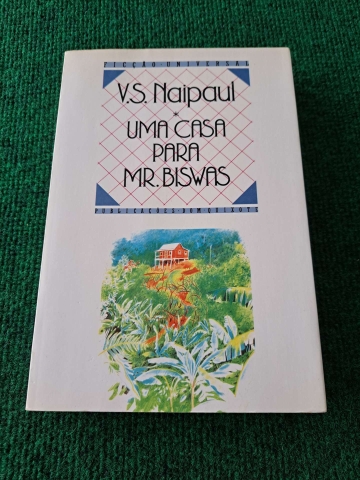 FICÇÃO UNIVERSAL
V.S. Naipaul
*
UMA CASA
PARA
MR. BISWAS
PUBLICAÇÕES DOM QUIXOTE